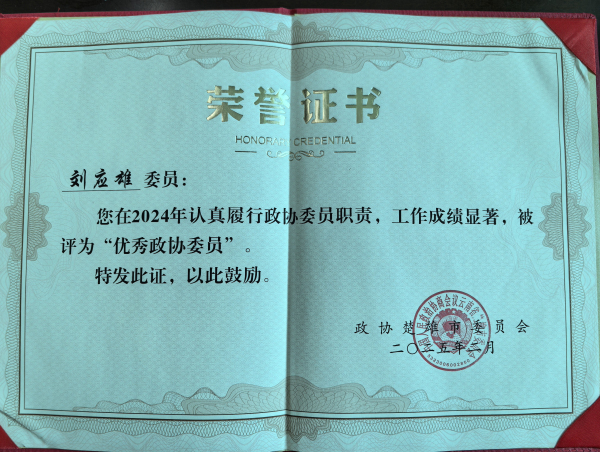 荣誉证书
HONORARY CREDENTIAL
刘应雄 委员：
您在2024年认真履行政协委员职责，工作成绩显著，被
评为“优秀政协委员”。
特发此证，以此鼓励。
政协楚雄市委员会
二〇二五年二月